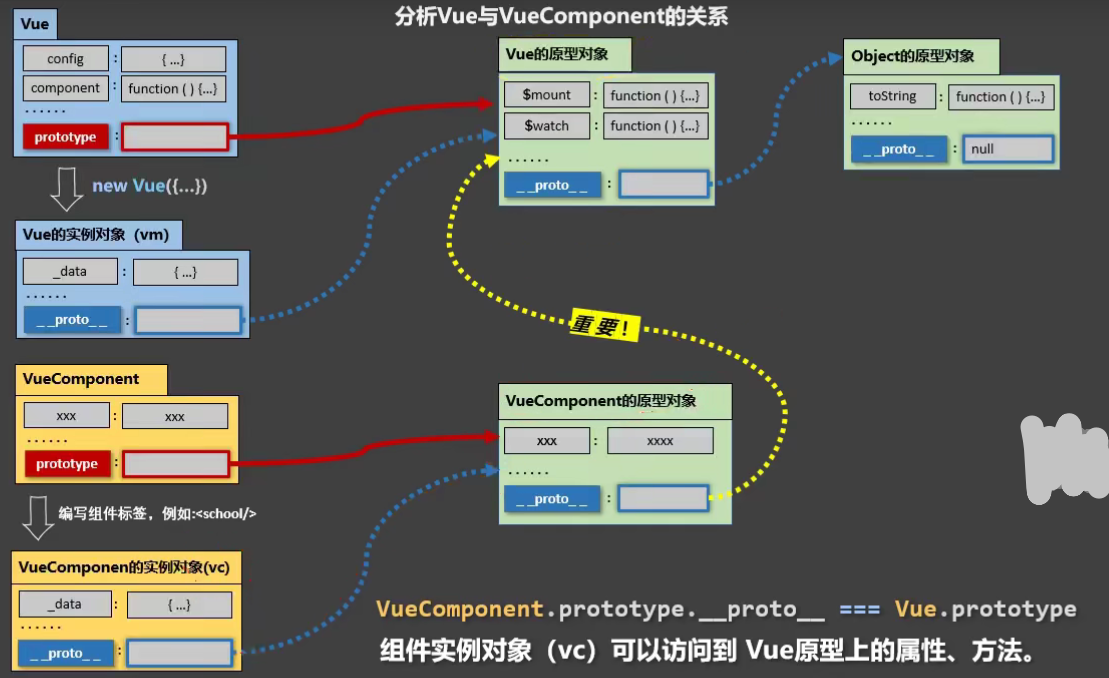 分析Vue与VueComponent的关系
Vue
config : { ...}
component : function ( ) {...}
······
prototype :
new Vue({...})
Vue的实例对象（vm）
_data : { ...}
······
_ _proto_ _ :
Vue的原型对象
$mount : function ( ) {...}
$watch : function ( ) {...}
······
_ _proto_ _ :
Object的原型对象
toString : function ( ) {...}
······
_ _proto_ _ : null
重要！
VueComponent
xxx : xxx
······
prototype :
编写组件标签，例如:<school/>
VueComponen的实例对象(vc)
_data : { ...}
······
_ _proto_ _ :
VueComponent的原型对象
xxx : xxxx
······
_ _proto_ _ :
VueComponent.prototype.__proto__ === Vue.prototype
组件实例对象（vc）可以访问到 Vue原型上的属性、方法。